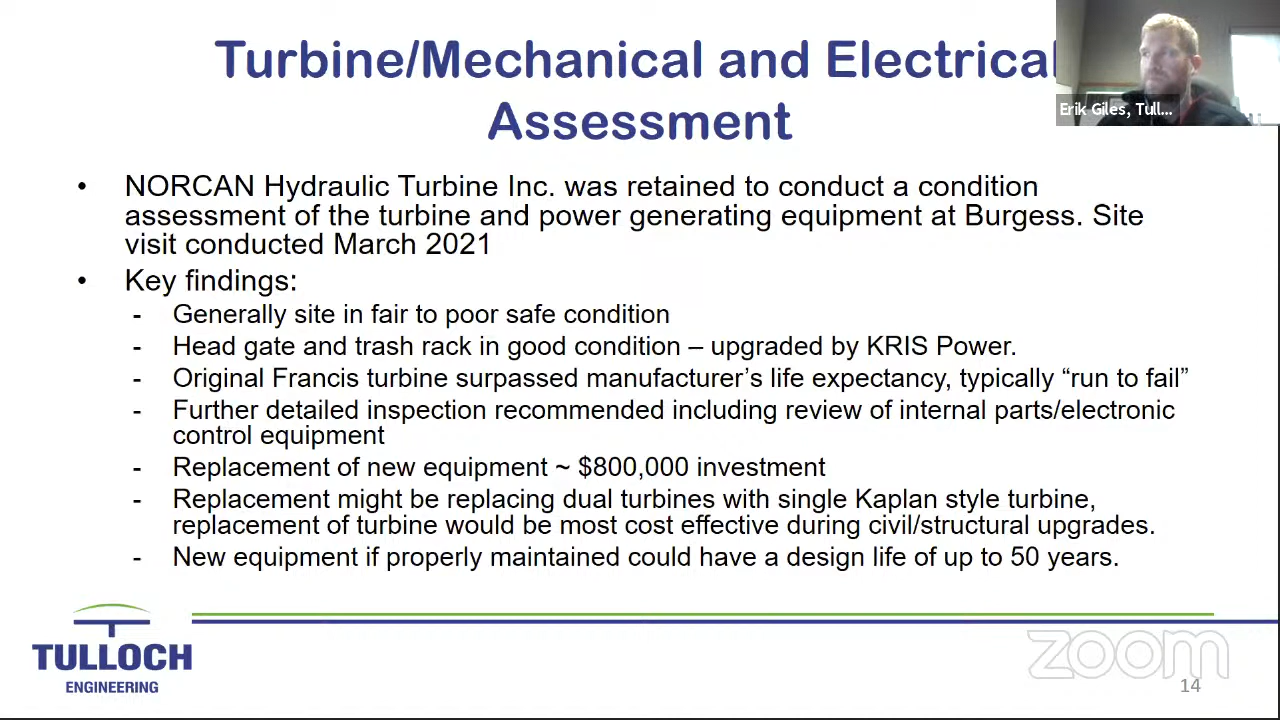 Turbine/Mechanical and Electrical
Assessment
Erik Giles, Tull...
• NORCAN Hydraulic Turbine Inc. was retained to conduct a condition
assessment of the turbine and power generating equipment at Burgess. Site
visit conducted March 2021
• Key findings:
- Generally site in fair to poor safe condition
- Head gate and trash rack in good condition – upgraded by KRIS Power.
- Original Francis turbine surpassed manufacturer’s life expectancy, typically “run to fail”
- Further detailed inspection recommended including review of internal parts/electronic
control equipment
- Replacement of new equipment ~ $800,000 investment
- Replacement might be replacing dual turbines with single Kaplan style turbine,
replacement of turbine would be most cost effective during civil/structural upgrades.
- New equipment if properly maintained could have a design life of up to 50 years.
TULLOCH
ENGINEERING
zoom
14